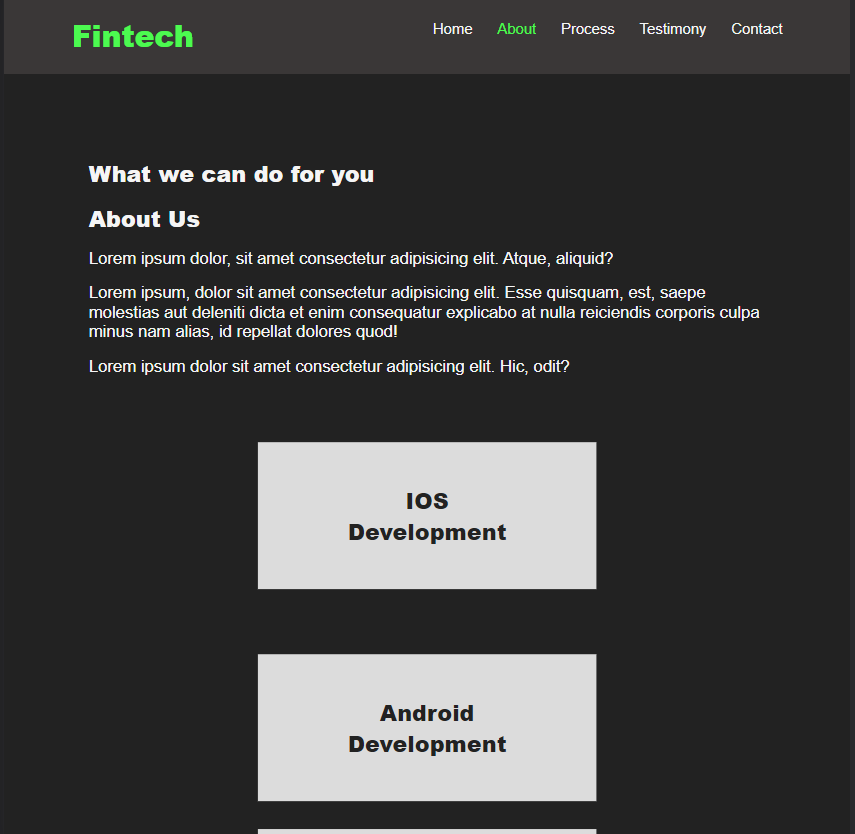 Fintech
Home About Process Testimony Contact
What we can do for you
About Us
Lorem ipsum dolor, sit amet consectetur adipisicing elit. Atque, aliquid?
Lorem ipsum, dolor sit amet consectetur adipisicing elit. Esse quisquam, est, saepe
molestias aut deleniti dicta et enim consequatur explicabo at nulla reiciendis corporis culpa
minus nam alias, id repellat dolores quod!
Lorem ipsum dolor sit amet consectetur adipisicing elit. Hic, odit?
IOS
Development
Android
Development